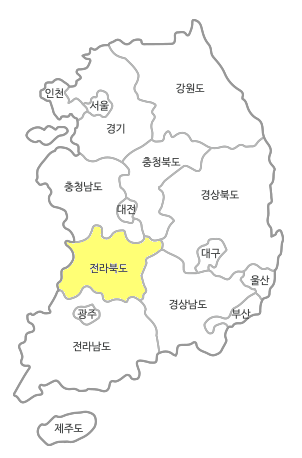 강원도
인천
서울
경기
충청북도
충청남도
경상북도
대전
대구
전라북도
울산
경상남도
광주
부산
전라남도
제주도